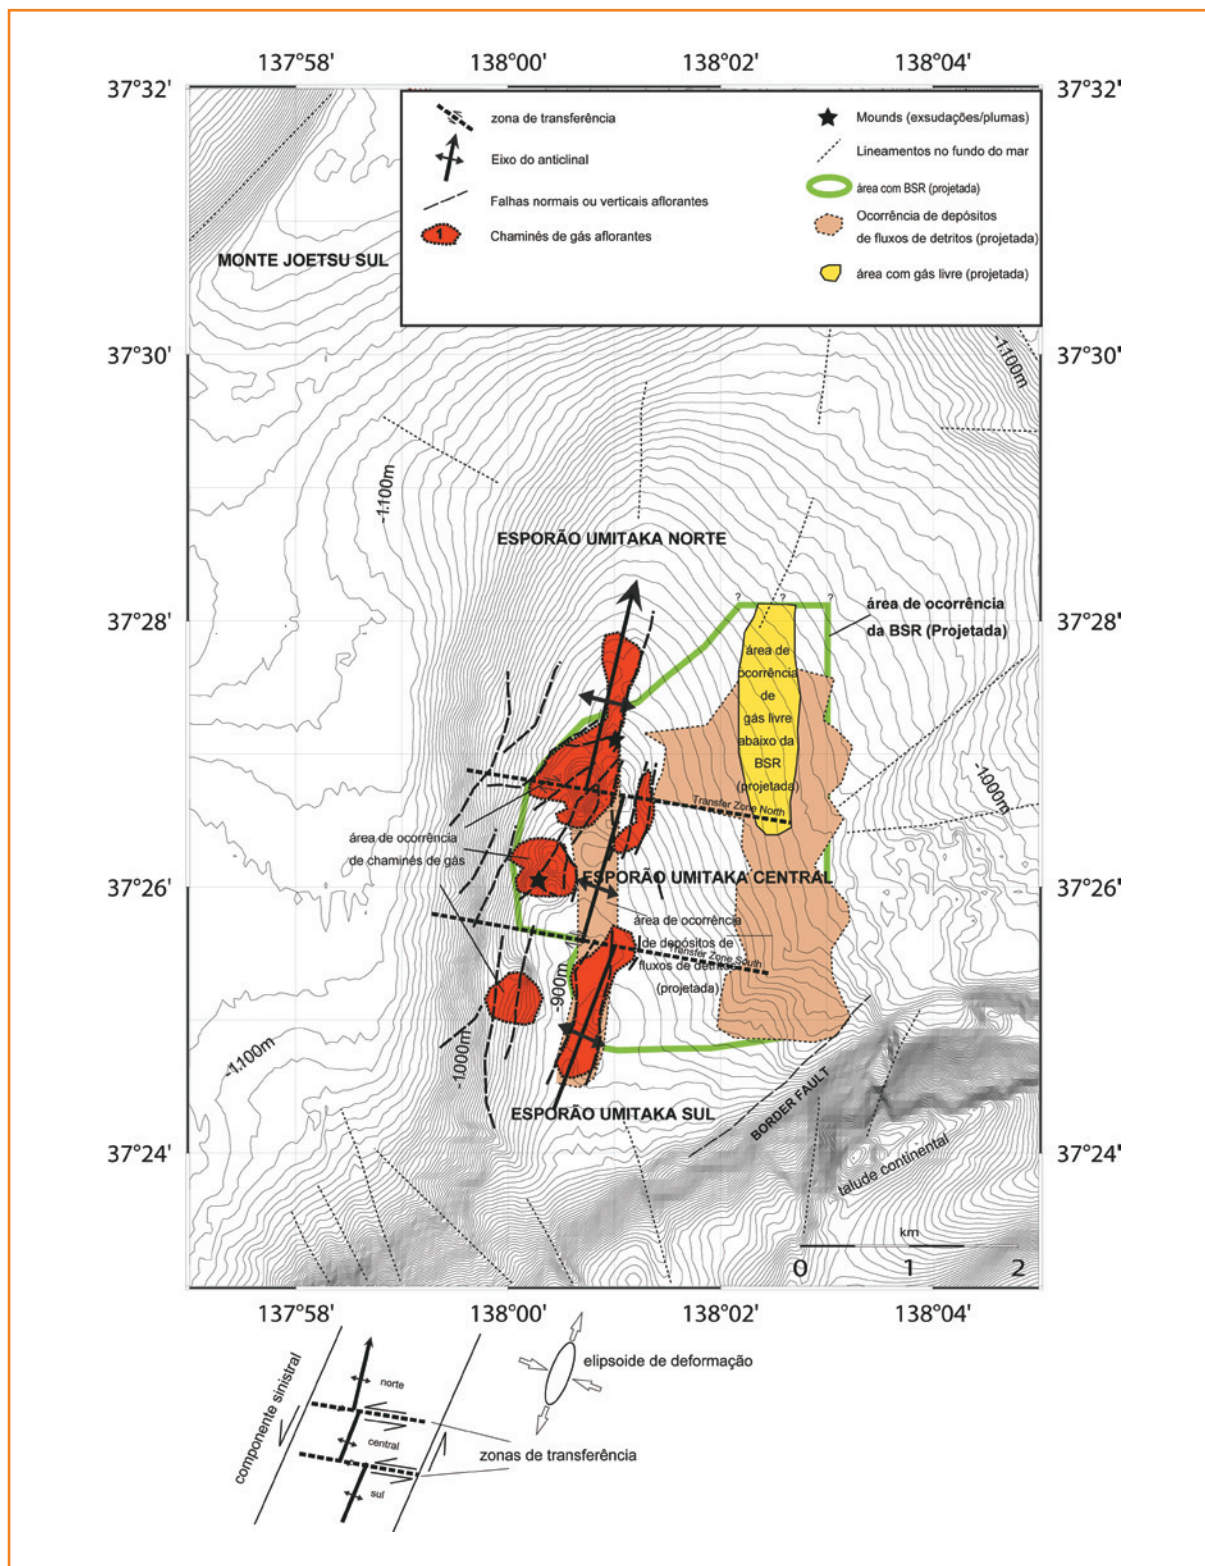 137°58' 138°00' 138°02' 138°04'
37°32' 37°32'
zona de transferência
Eixo do anticlinal
Falhas normais ou verticais aflorantes
1 Chaminés de gás aflorantes
Mounds (exsudações/plumas)
Lineamentos no fundo do mar
área com BSR (projetada)
Ocorrência de depósitos
de fluxos de detritos (projetada)
área com gás livre (projetada)
MONTE JOETSU SUL
37°30' 37°30'
-1.100m
-1.100m
ESPORÃO UMITAKA NORTE
? ? ?
área de ocorrência
da BSR (Projetada)
37°28' 37°28'
área de
ocorrência
de
gás livre
abaixo da
BSR
(projetada)
Transfer Zone North
-1.000m
área de ocorrência
de chaminés de gás
ESPORÃO UMITAKA CENTRAL
37°26' 37°26'
área de ocorrência
de depósitos de
fluxos de detritos
(projetada)
Transfer Zone South
-900m
-1.000m
-1.100m
ESPORÃO UMITAKA SUL
BORDER FAULT
talude continental
37°24' 37°24'
km
0 1 2
137°58' 138°00' 138°02' 138°04'
componente sinistral
norte
central
sul
elipsoide de deformação
zonas de transferência